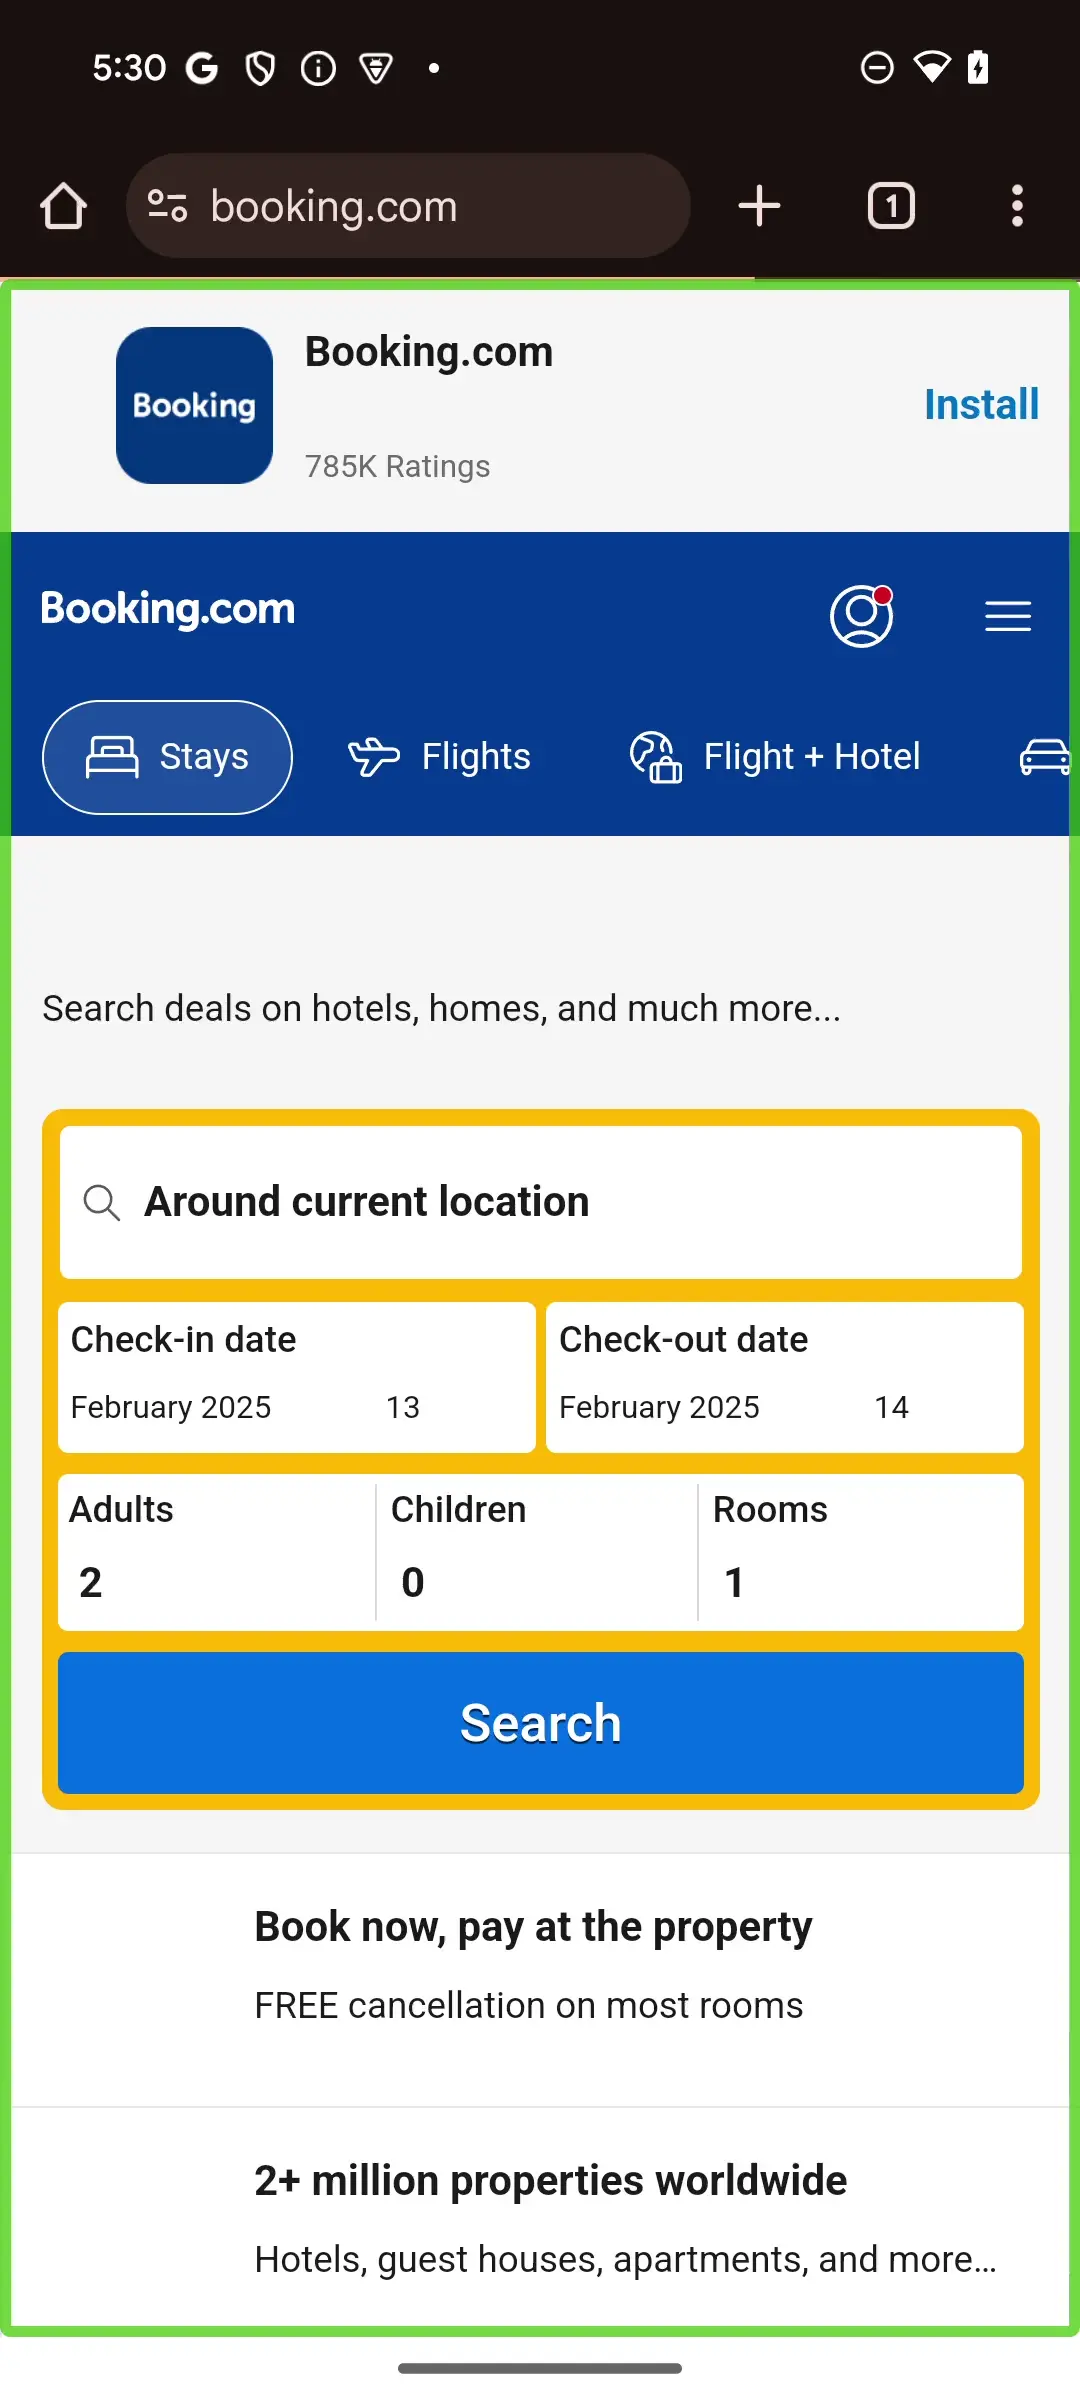 5:30
booking.com
1
Booking
Booking.com
785K Ratings
Install
Booking.com
Stays
Flights
Flight + Hotel
Search deals on hotels, homes, and much more...
Around current location
Check-in date
February 2025 13
Check-out date
February 2025 14
Adults
2
Children
0
Rooms
1
Search
Book now, pay at the property
FREE cancellation on most rooms
2+ million properties worldwide
Hotels, guest houses, apartments, and more…